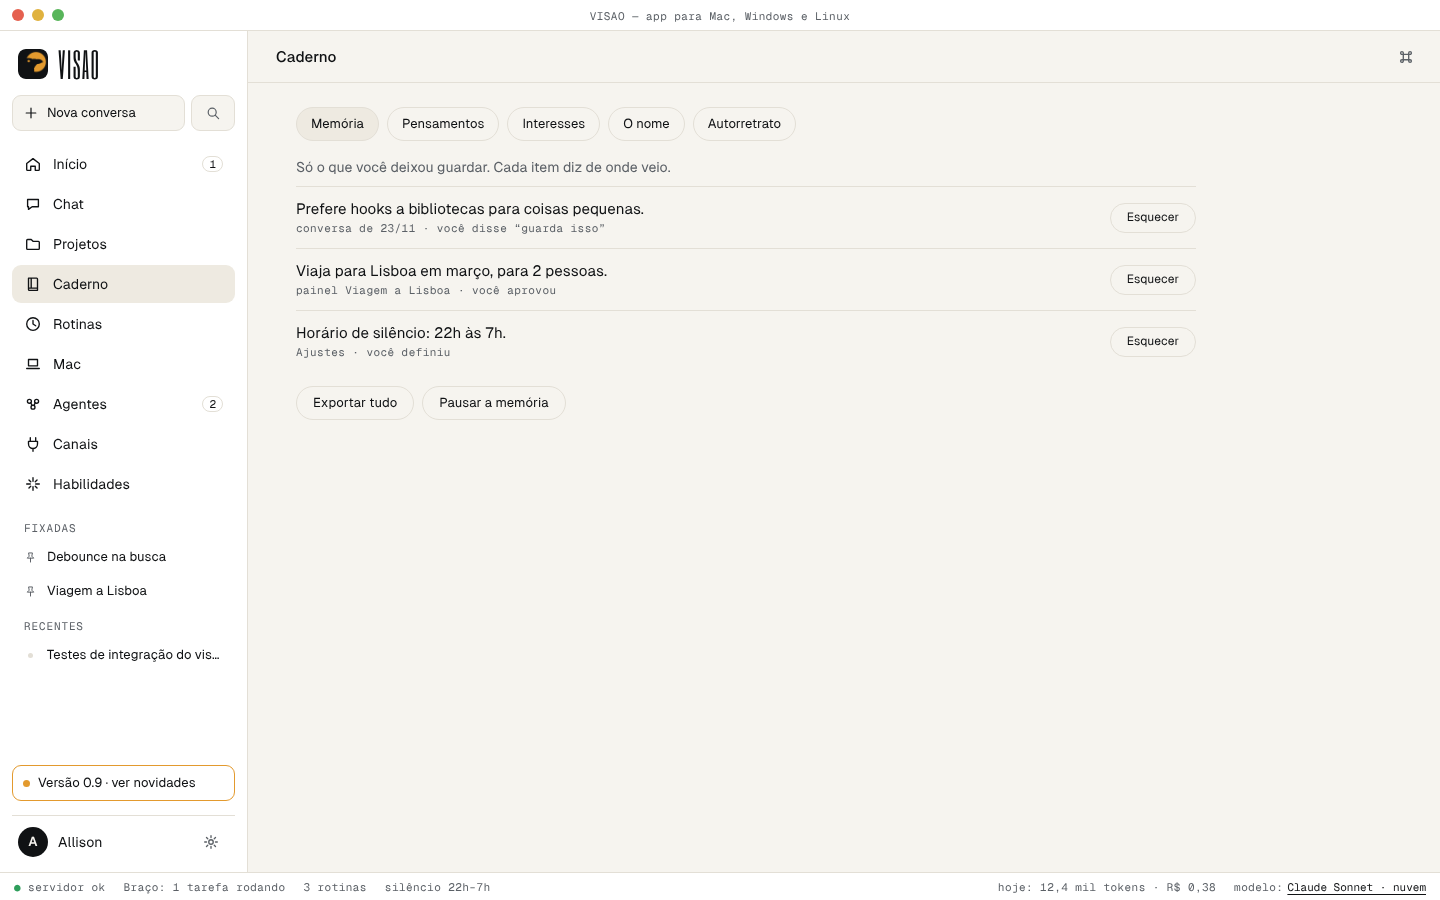 VISAO — app para Mac, Windows e Linux
VISAO
Nova conversa
Início 1
Chat
Projetos
Caderno
Rotinas
Mac
Agentes 2
Canais
Habilidades
FIXADAS
Debounce na busca
Viagem a Lisboa
RECENTES
Testes de integração do vis…
Versão 0.9 · ver novidades
A Allison
Caderno
Memória Pensamentos Interesses O nome Autorretrato
Só o que você deixou guardar. Cada item diz de onde veio.
Prefere hooks a bibliotecas para coisas pequenas.
conversa de 23/11 · você disse “guarda isso”
Esquecer
Viaja para Lisboa em março, para 2 pessoas.
painel Viagem a Lisboa · você aprovou
Esquecer
Horário de silêncio: 22h às 7h.
Ajustes · você definiu
Esquecer
Exportar tudo Pausar a memória
servidor ok Braço: 1 tarefa rodando 3 rotinas silêncio 22h–7h hoje: 12,4 mil tokens · R$ 0,38 modelo: Claude Sonnet · nuvem